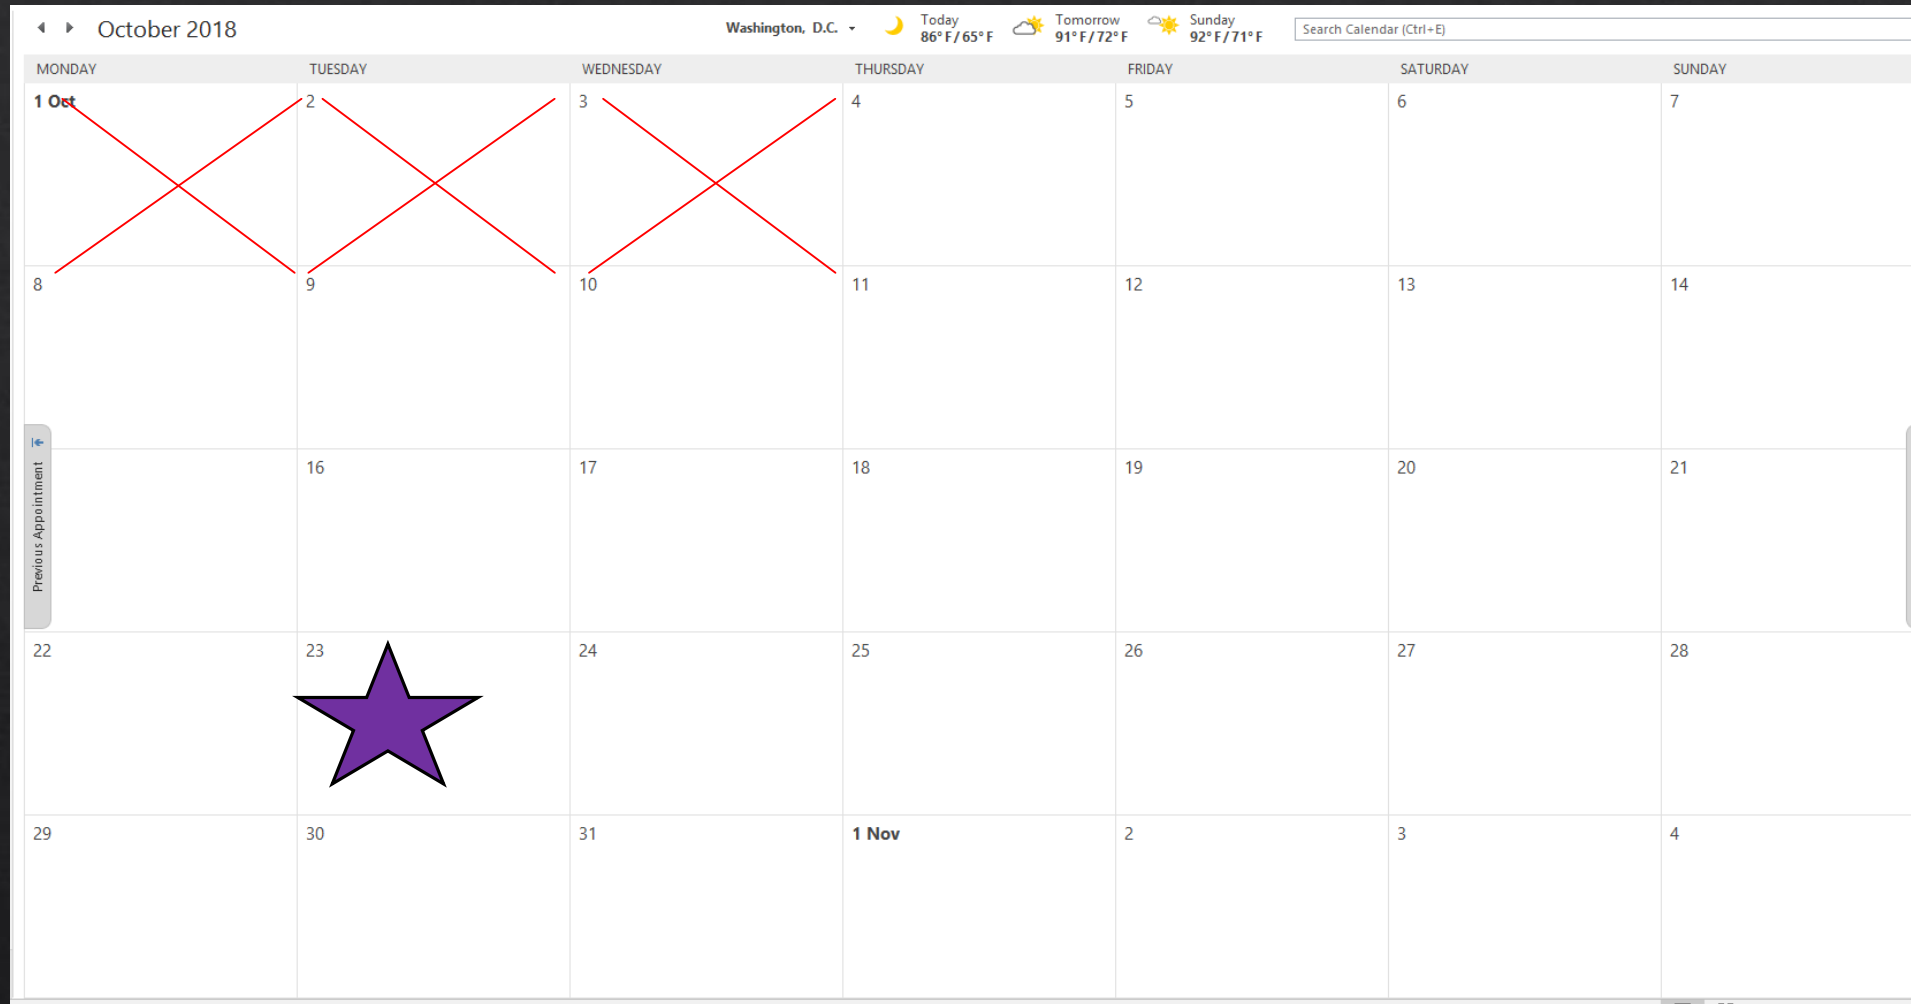 October 2018
Washington, D.C.
Today
86° F / 65° F
Tomorrow
91° F / 72° F
Sunday
92° F / 71° F
Search Calendar (Ctrl+E)
MONDAY TUESDAY WEDNESDAY THURSDAY FRIDAY SATURDAY SUNDAY
1 Oct 2 3 4 5 6 7
8 9 10 11 12 13 14
16 17 18 19 20 21
Previous Appointment
22 23 24 25 26 27 28
29 30 31 1 Nov 2 3 4